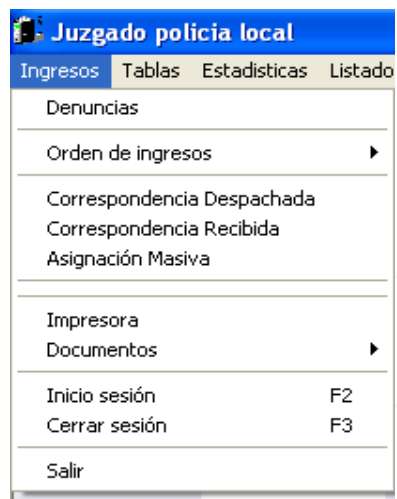 Juzgado policia local
Ingresos Tablas Estadisticas Listado
Denuncias
Orden de ingresos
Correspondencia Despachada
Correspondencia Recibida
Asignación Masiva
Impresora
Documentos
Inicio sesión F2
Cerrar sesión F3
Salir